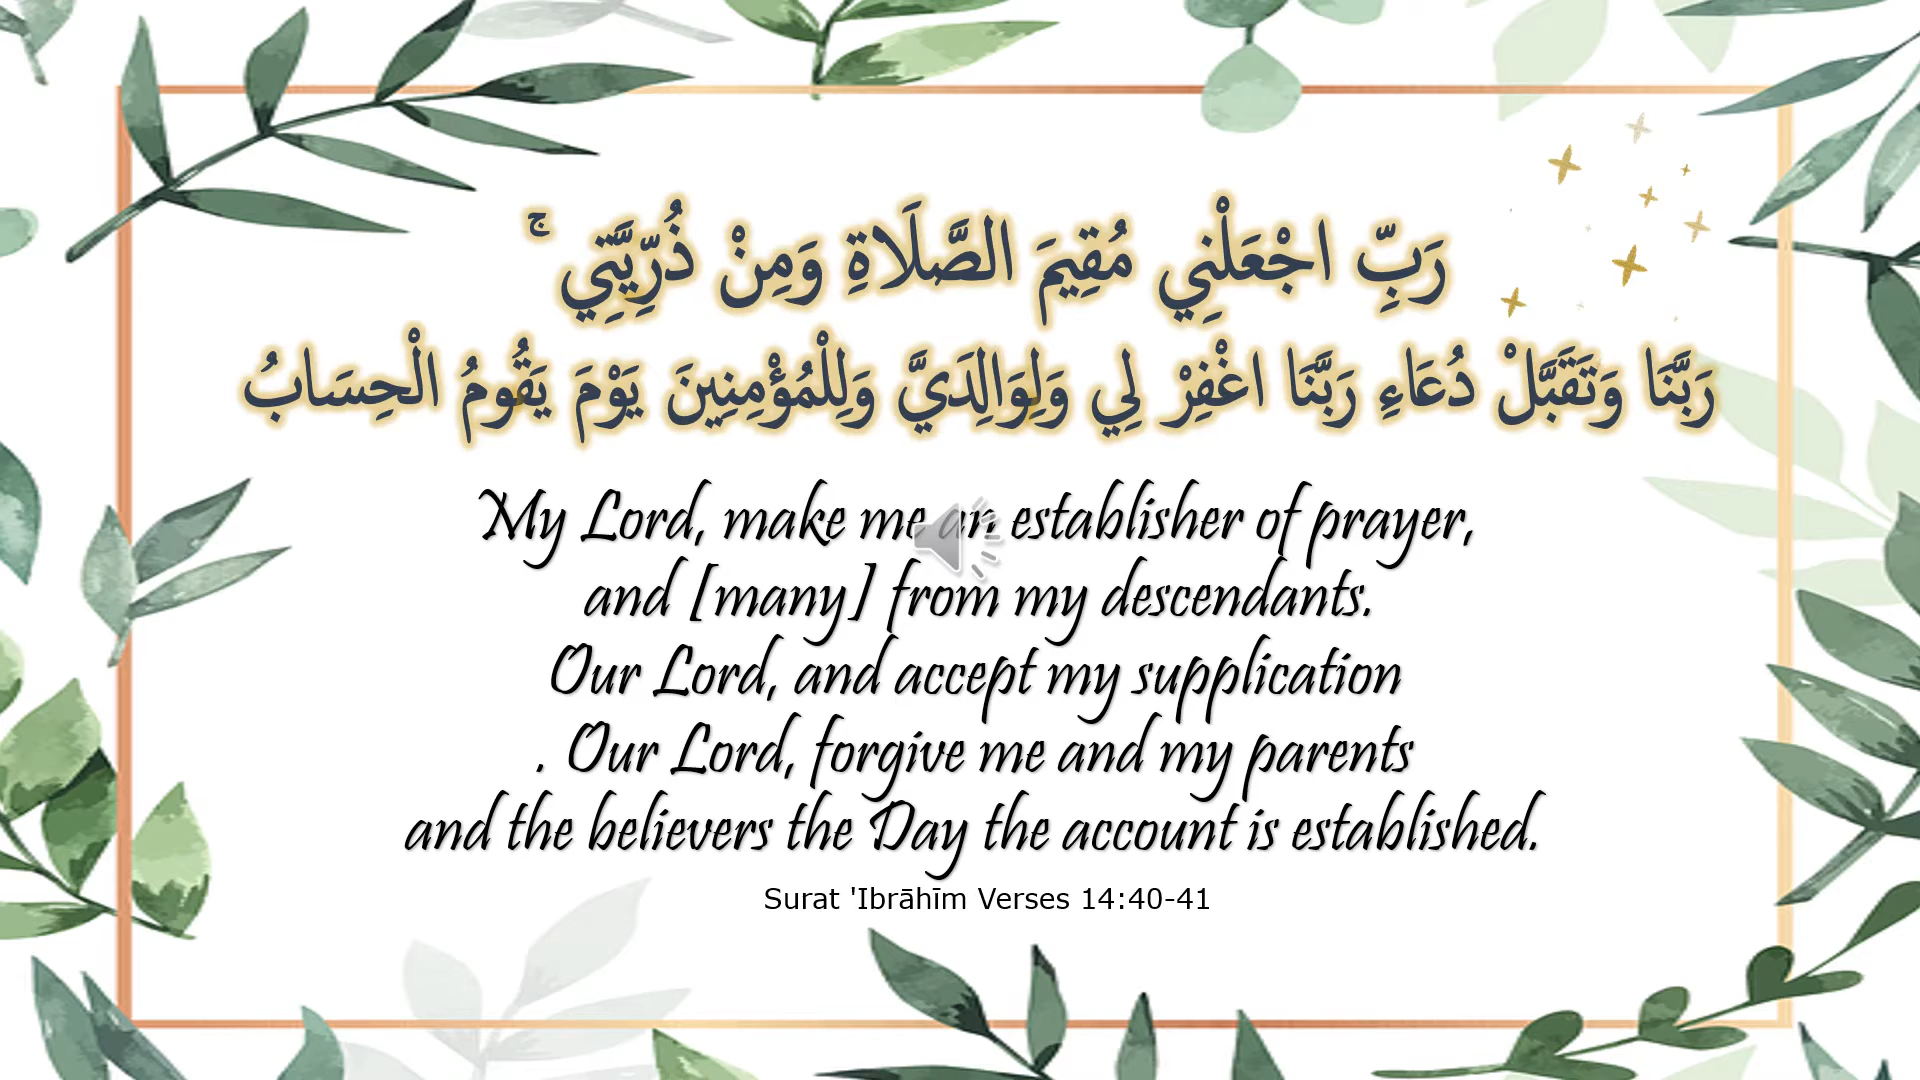 رَبِّ اجْعَلْنِي مُقِيمَ الصَّلَاةِ وَمِنْ ذُرِّيَّتِي ۚ
رَبَّنَا وَتَقَبَّلْ دُعَاءِ رَبَّنَا اغْفِرْ لِي وَلِوَالِدَيَّ وَلِلْمُؤْمِنِينَ يَوْمَ يَقُومُ الْحِسَابُ
My Lord, make me an establisher of prayer,
and [many] from my descendants.
Our Lord, and accept my supplication
. Our Lord, forgive me and my parents
and the believers the Day the account is established.
Surat 'Ibrāhīm Verses 14:40-41